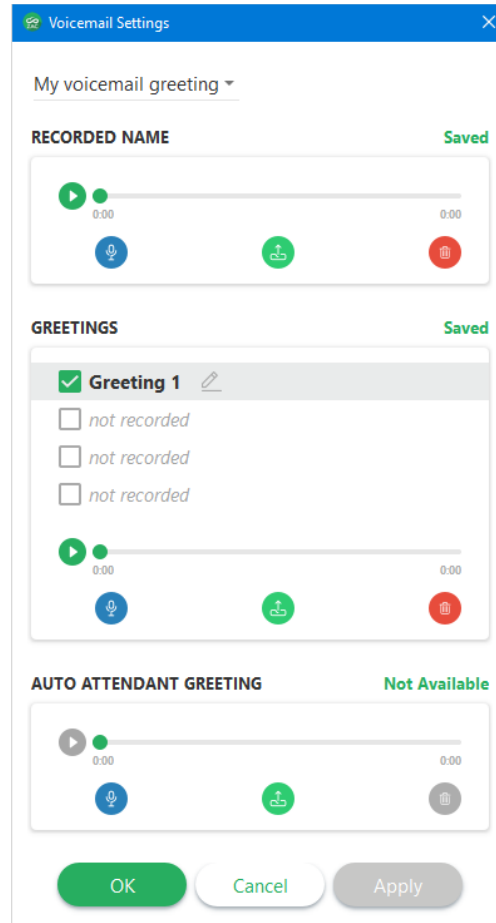 Voicemail Settings
My voicemail greeting
RECORDED NAME Saved
0:00 0:00
GREETINGS Saved
Greeting 1
not recorded
not recorded
not recorded
0:00 0:00
AUTO ATTENDANT GREETING Not Available
0:00 0:00
OK Cancel Apply